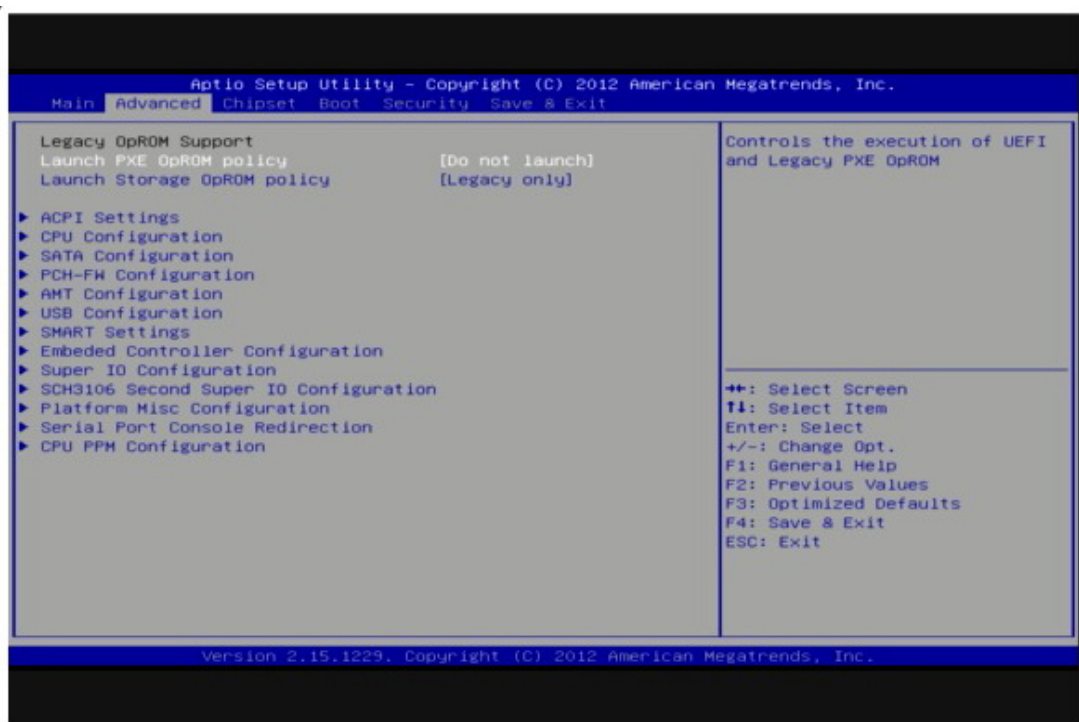 Aptio Setup Utility – Copyright (C) 2012 American Megatrends, Inc.
Main Advanced Chipset Boot Security Save & Exit
Legacy OpROM Support
Launch PXE OpROM policy [Do not launch]
Launch Storage OpROM policy [Legacy only]
► ACPI Settings
► CPU Configuration
► SATA Configuration
► PCH-FW Configuration
► AMT Configuration
► USB Configuration
► SMART Settings
► Embeded Controller Configuration
► Super IO Configuration
► SCH3106 Second Super IO Configuration
► Platform Misc Configuration
► Serial Port Console Redirection
► CPU PPM Configuration
Controls the execution of UEFI
and Legacy PXE OpROM
→←: Select Screen
↑↓: Select Item
Enter: Select
+/-: Change Opt.
F1: General Help
F2: Previous Values
F3: Optimized Defaults
F4: Save & Exit
ESC: Exit
Version 2.15.1229. Copyright (C) 2012 American Megatrends, Inc.